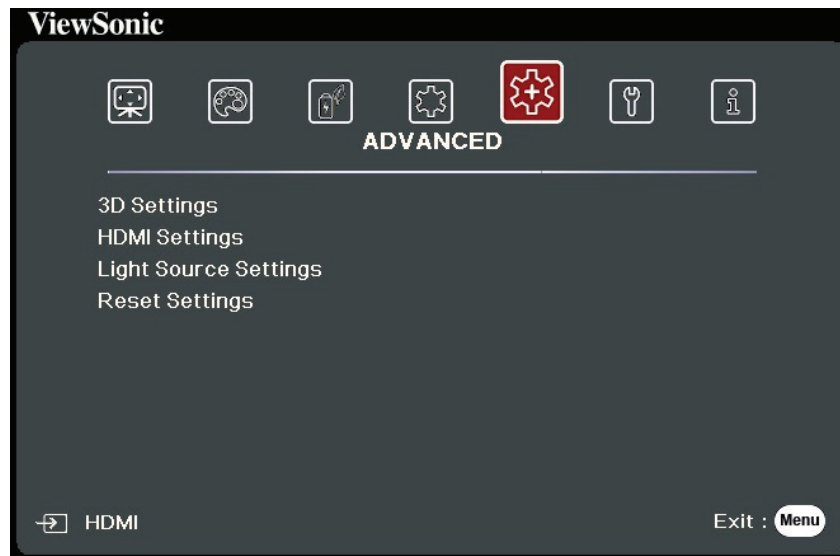 ViewSonic
ADVANCED
3D Settings
HDMI Settings
Light Source Settings
Reset Settings
HDMI
Exit : Menu